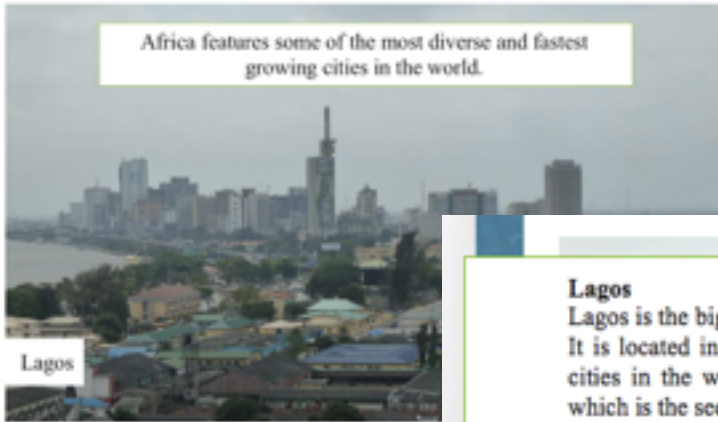 Africa features some of the most diverse and fastest
growing cities in the world.
Lagos
Lagos
Lagos is the big
It is located in
cities in the w
which is the sec